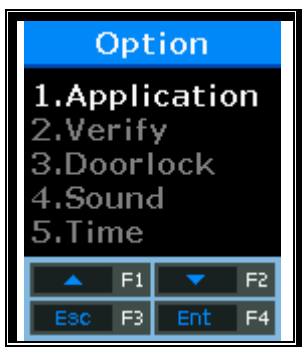 Option
1.Application
2.Verify
3.Doorlock
4.Sound
5.Time
▲ F1 ▼ F2
Esc F3 Ent F4